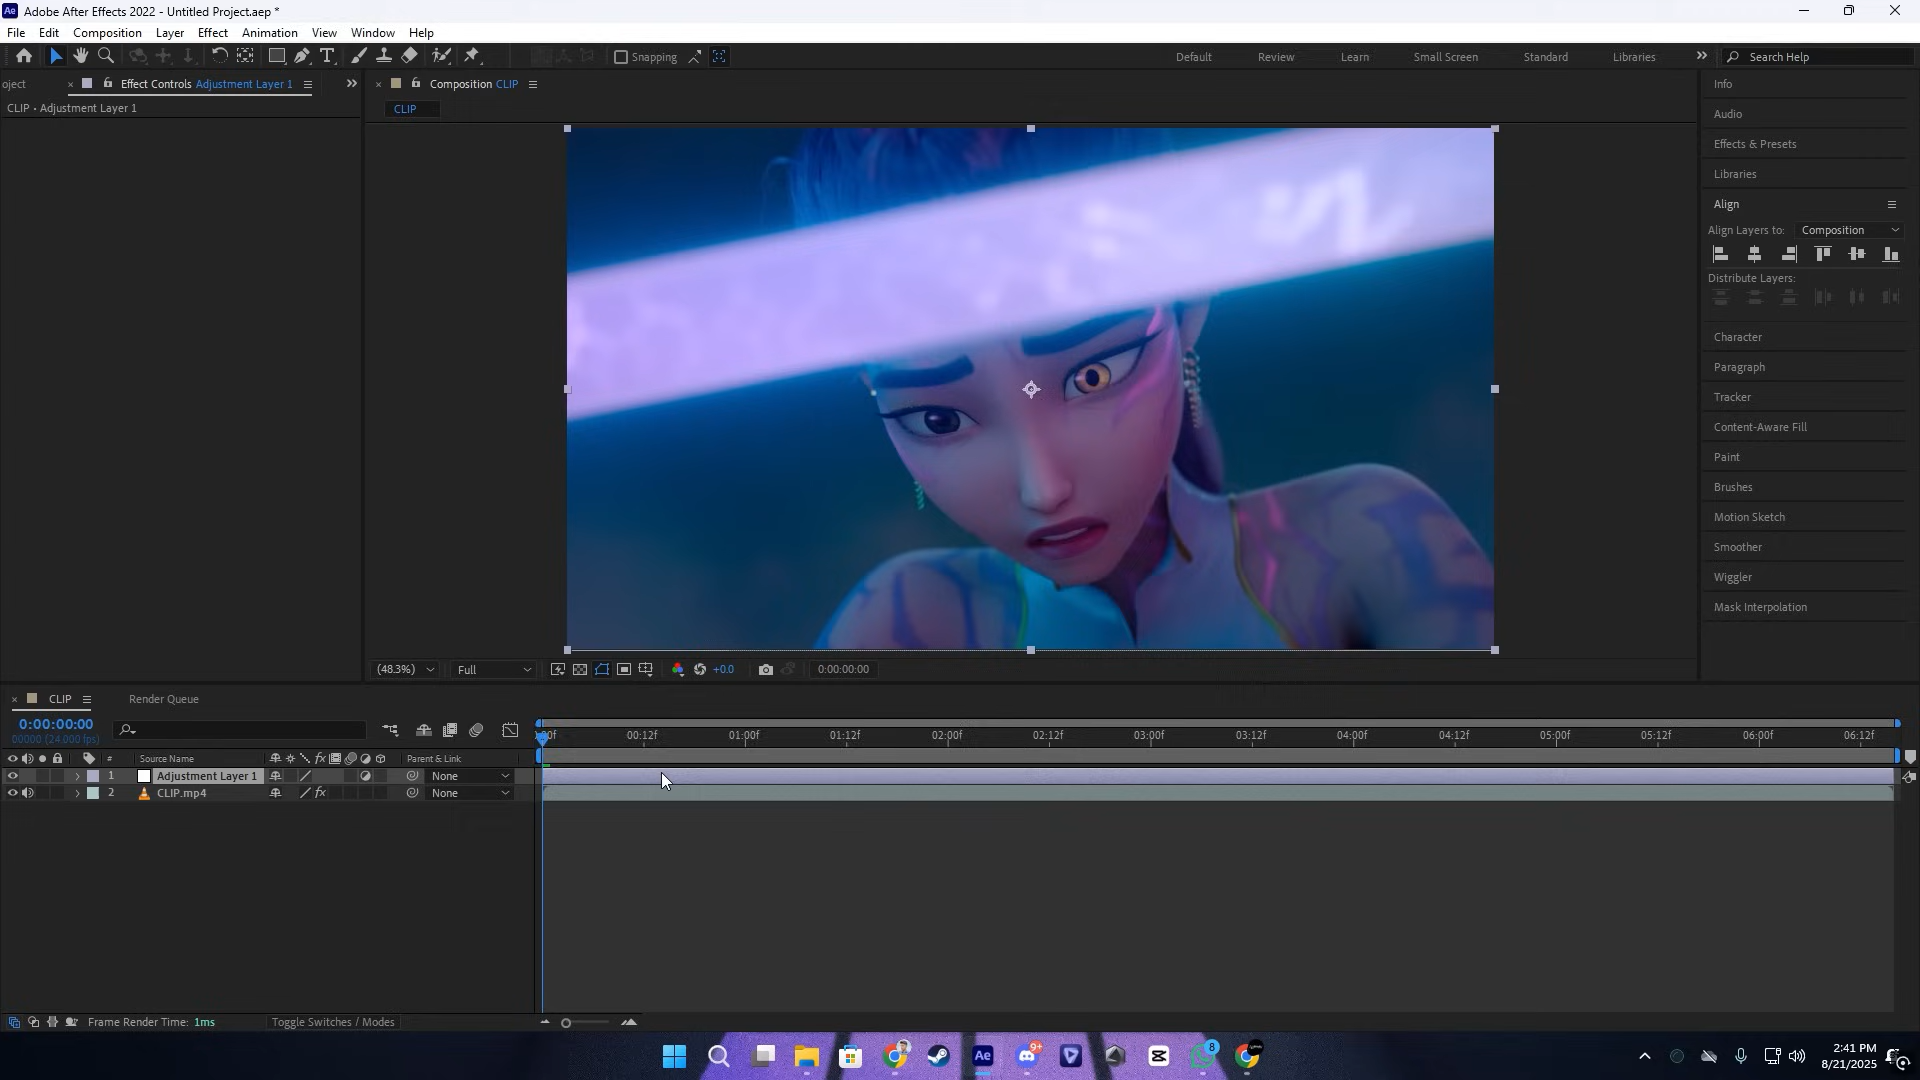 Adobe After Effects 2022 - Untitled Project.aep *
File Edit Composition Layer Effect Animation View Window Help
Snapping
Default Review Learn Small Screen Standard Libraries
Search Help
oject
Effect Controls Adjustment Layer 1
CLIP • Adjustment Layer 1
Composition CLIP
CLIP
Info
Audio
Effects & Presets
Libraries
Align
Align Layers to: Composition
Distribute Layers:
Character
Paragraph
Tracker
Content-Aware Fill
Paint
Brushes
Motion Sketch
Smoother
Wiggler
Mask Interpolation
(48.3%) Full +0.0 0:00:00:00
CLIP Render Queue
0:00:00:00
00000 (24.000 fps)
:00f 00:12f 01:00f 01:12f 02:00f 02:12f 03:00f 03:12f 04:00f 04:12f 05:00f 05:12f 06:00f 06:12f
# Source Name fx Parent & Link
1 Adjustment Layer 1 None
2 CLIP.mp4 fx None
Frame Render Time: 1ms Toggle Switches / Modes
Ae 9+ 8
2:41 PM
8/21/2025